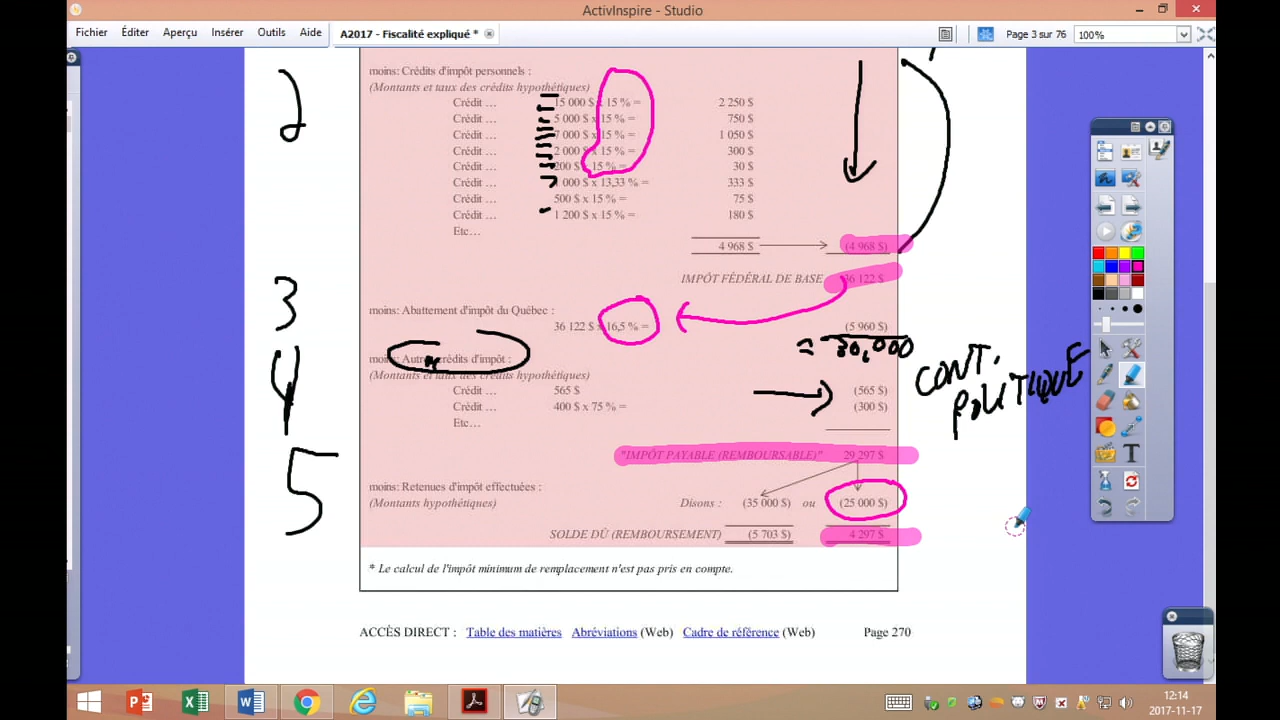 ActivInspire - Studio
Fichier Éditer Aperçu Insérer Outils Aide A2017 - Fiscalité expliqué * Page 3 sur 76 100%
moins: Crédits d'impôt personnels :
(Montants et taux des crédits hypothétiques)
2
Crédit … 15 000 $ x 15 % = 2 250 $
Crédit … 5 000 $ x 15 % = 750 $
Crédit … 7 000 $ x 15 % = 1 050 $
Crédit … 2 000 $ x 15 % = 300 $
Crédit … 200 $ x 15 % = 30 $
Crédit … 000 $ x 13,33 % = 333 $
Crédit … 500 $ x 15 % = 75 $
Crédit … 1 200 $ x 15 % = 180 $
Etc…
4 968 $ (4 968 $)
IMPÔT FÉDÉRAL DE BASE 36 122 $
3
moins: Abattement d'impôt du Québec :
36 122 $ x 16,5 % = (5 960 $)
= 30,000
4
moins: Autres crédits d'impôt :
(Montants et taux des crédits hypothétiques)
Crédit … 565 $ (565 $)
Crédit … 400 $ x 75 % = (300 $)
Etc…
CONT.
POLITIQUE
"IMPÔT PAYABLE (REMBOURSABLE)" 29 297 $
5
moins: Retenues d'impôt effectuées :
(Montants hypothétiques) Disons : (35 000 $) ou (25 000 $)
SOLDE DÛ (REMBOURSEMENT) (5 703 $) 4 297 $
* Le calcul de l'impôt minimum de remplacement n'est pas pris en compte.
ACCÈS DIRECT : Table des matières Abréviations (Web) Cadre de référence (Web) Page 270
12:14
2017-11-17